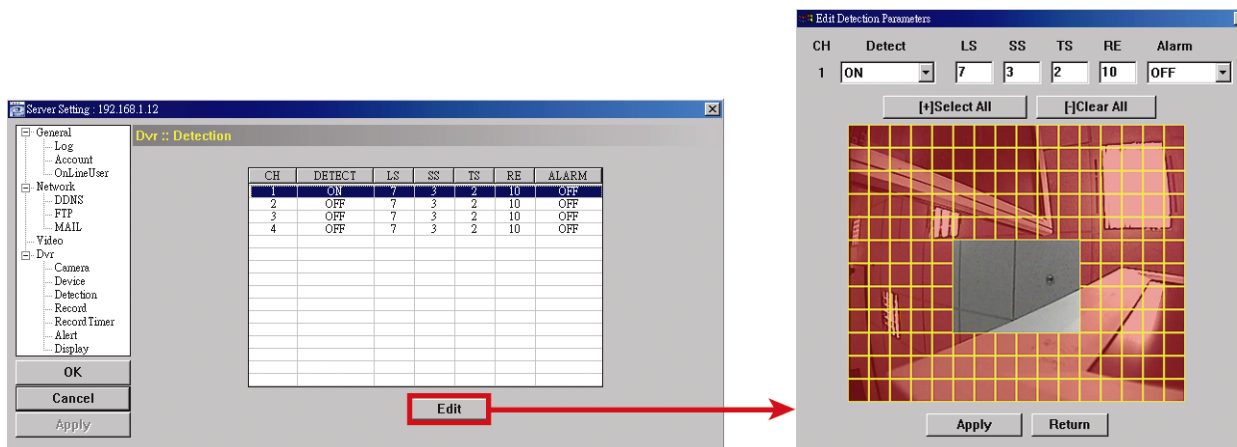 Server Setting : 192.168.1.12
General
Log
Account
OnLineUser
Network
DDNS
FTP
MAIL
Video
Dvr
Camera
Device
Detection
Record
Record Timer
Alert
Display
OK
Cancel
Apply
Dvr :: Detection
CH DETECT LS SS TS RE ALARM
1 ON 7 3 2 10 OFF
2 OFF 7 3 2 10 OFF
3 OFF 7 3 2 10 OFF
4 OFF 7 3 2 10 OFF
Edit
Edit Detection Parameters
CH Detect LS SS TS RE Alarm
1 ON 7 3 2 10 OFF
[+]Select All [-]Clear All
Apply Return